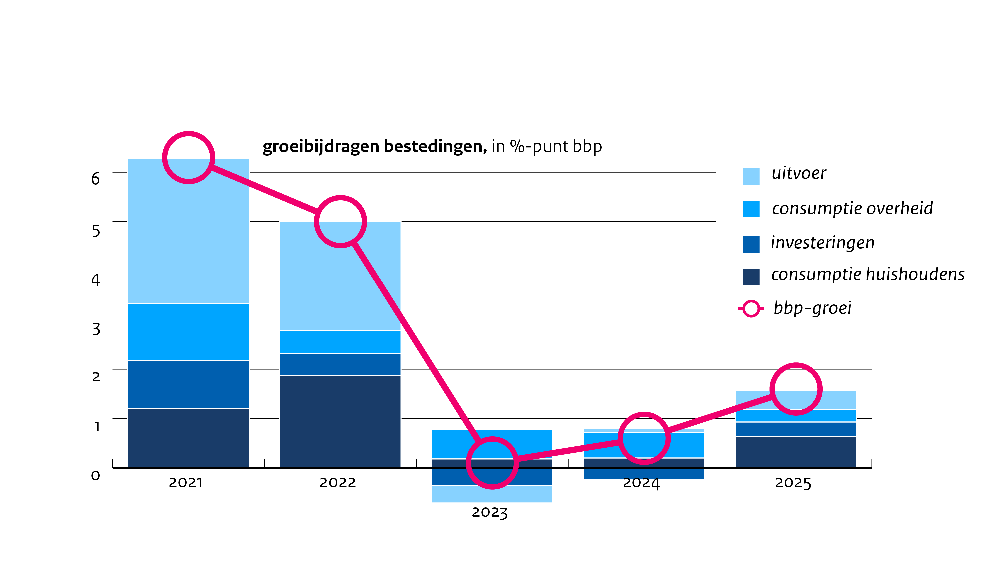 groeibijdragen bestedingen, in %-punt bbp
6
5
4
3
2
1
0
uitvoer
consumptie overheid
investeringen
consumptie huishoudens
bbp-groei
2021
2022
2023
2024
2025